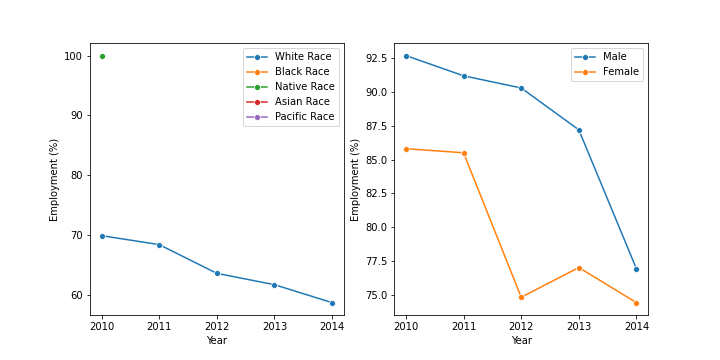 White Race
Black Race
Native Race
Asian Race
Pacific Race
100
90
80
70
60
Employment (%)
2010 2011 2012 2013 2014
Year
Male
Female
92.5
90.0
87.5
85.0
82.5
80.0
77.5
75.0
Employment (%)
2010 2011 2012 2013 2014
Year